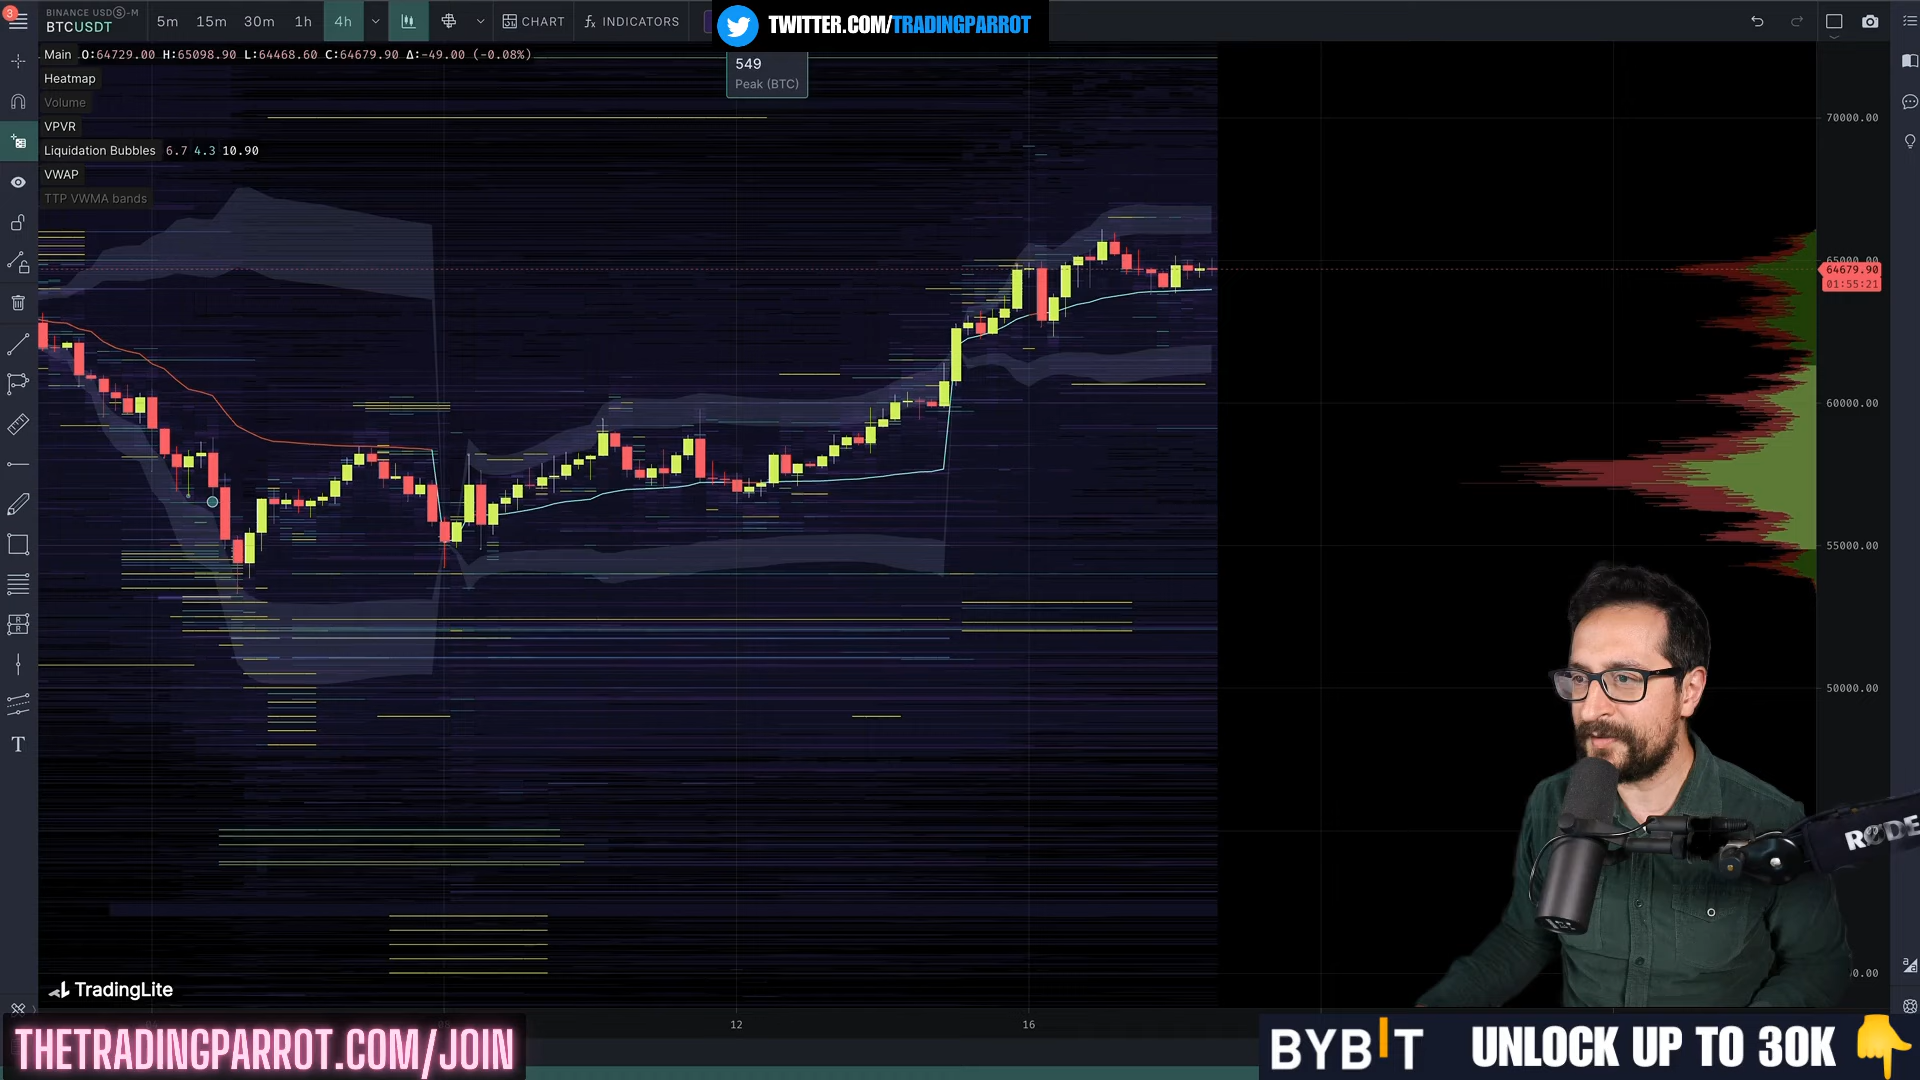 3
BINANCE USDⓈ-M
BTCUSDT
5m 15m 30m 1h 4h
CHART
INDICATORS
TWITTER.COM/TRADINGPARROT
Main O:64729.00 H:65098.90 L:64468.60 C:64679.90 Δ:-49.00 (-0.08%)
549
Peak (BTC)
Heatmap
Volume
VPVR
Liquidation Bubbles 6.7 4.3 10.90
VWAP
TTP VWMA bands
70000.00
65000.00
64679.90
01:55:21
60000.00
55000.00
50000.00
T
RØDE
TradingLite
12
16
THETRADINGPARROT.COM/JOIN
BYBIT
UNLOCK UP TO 30K